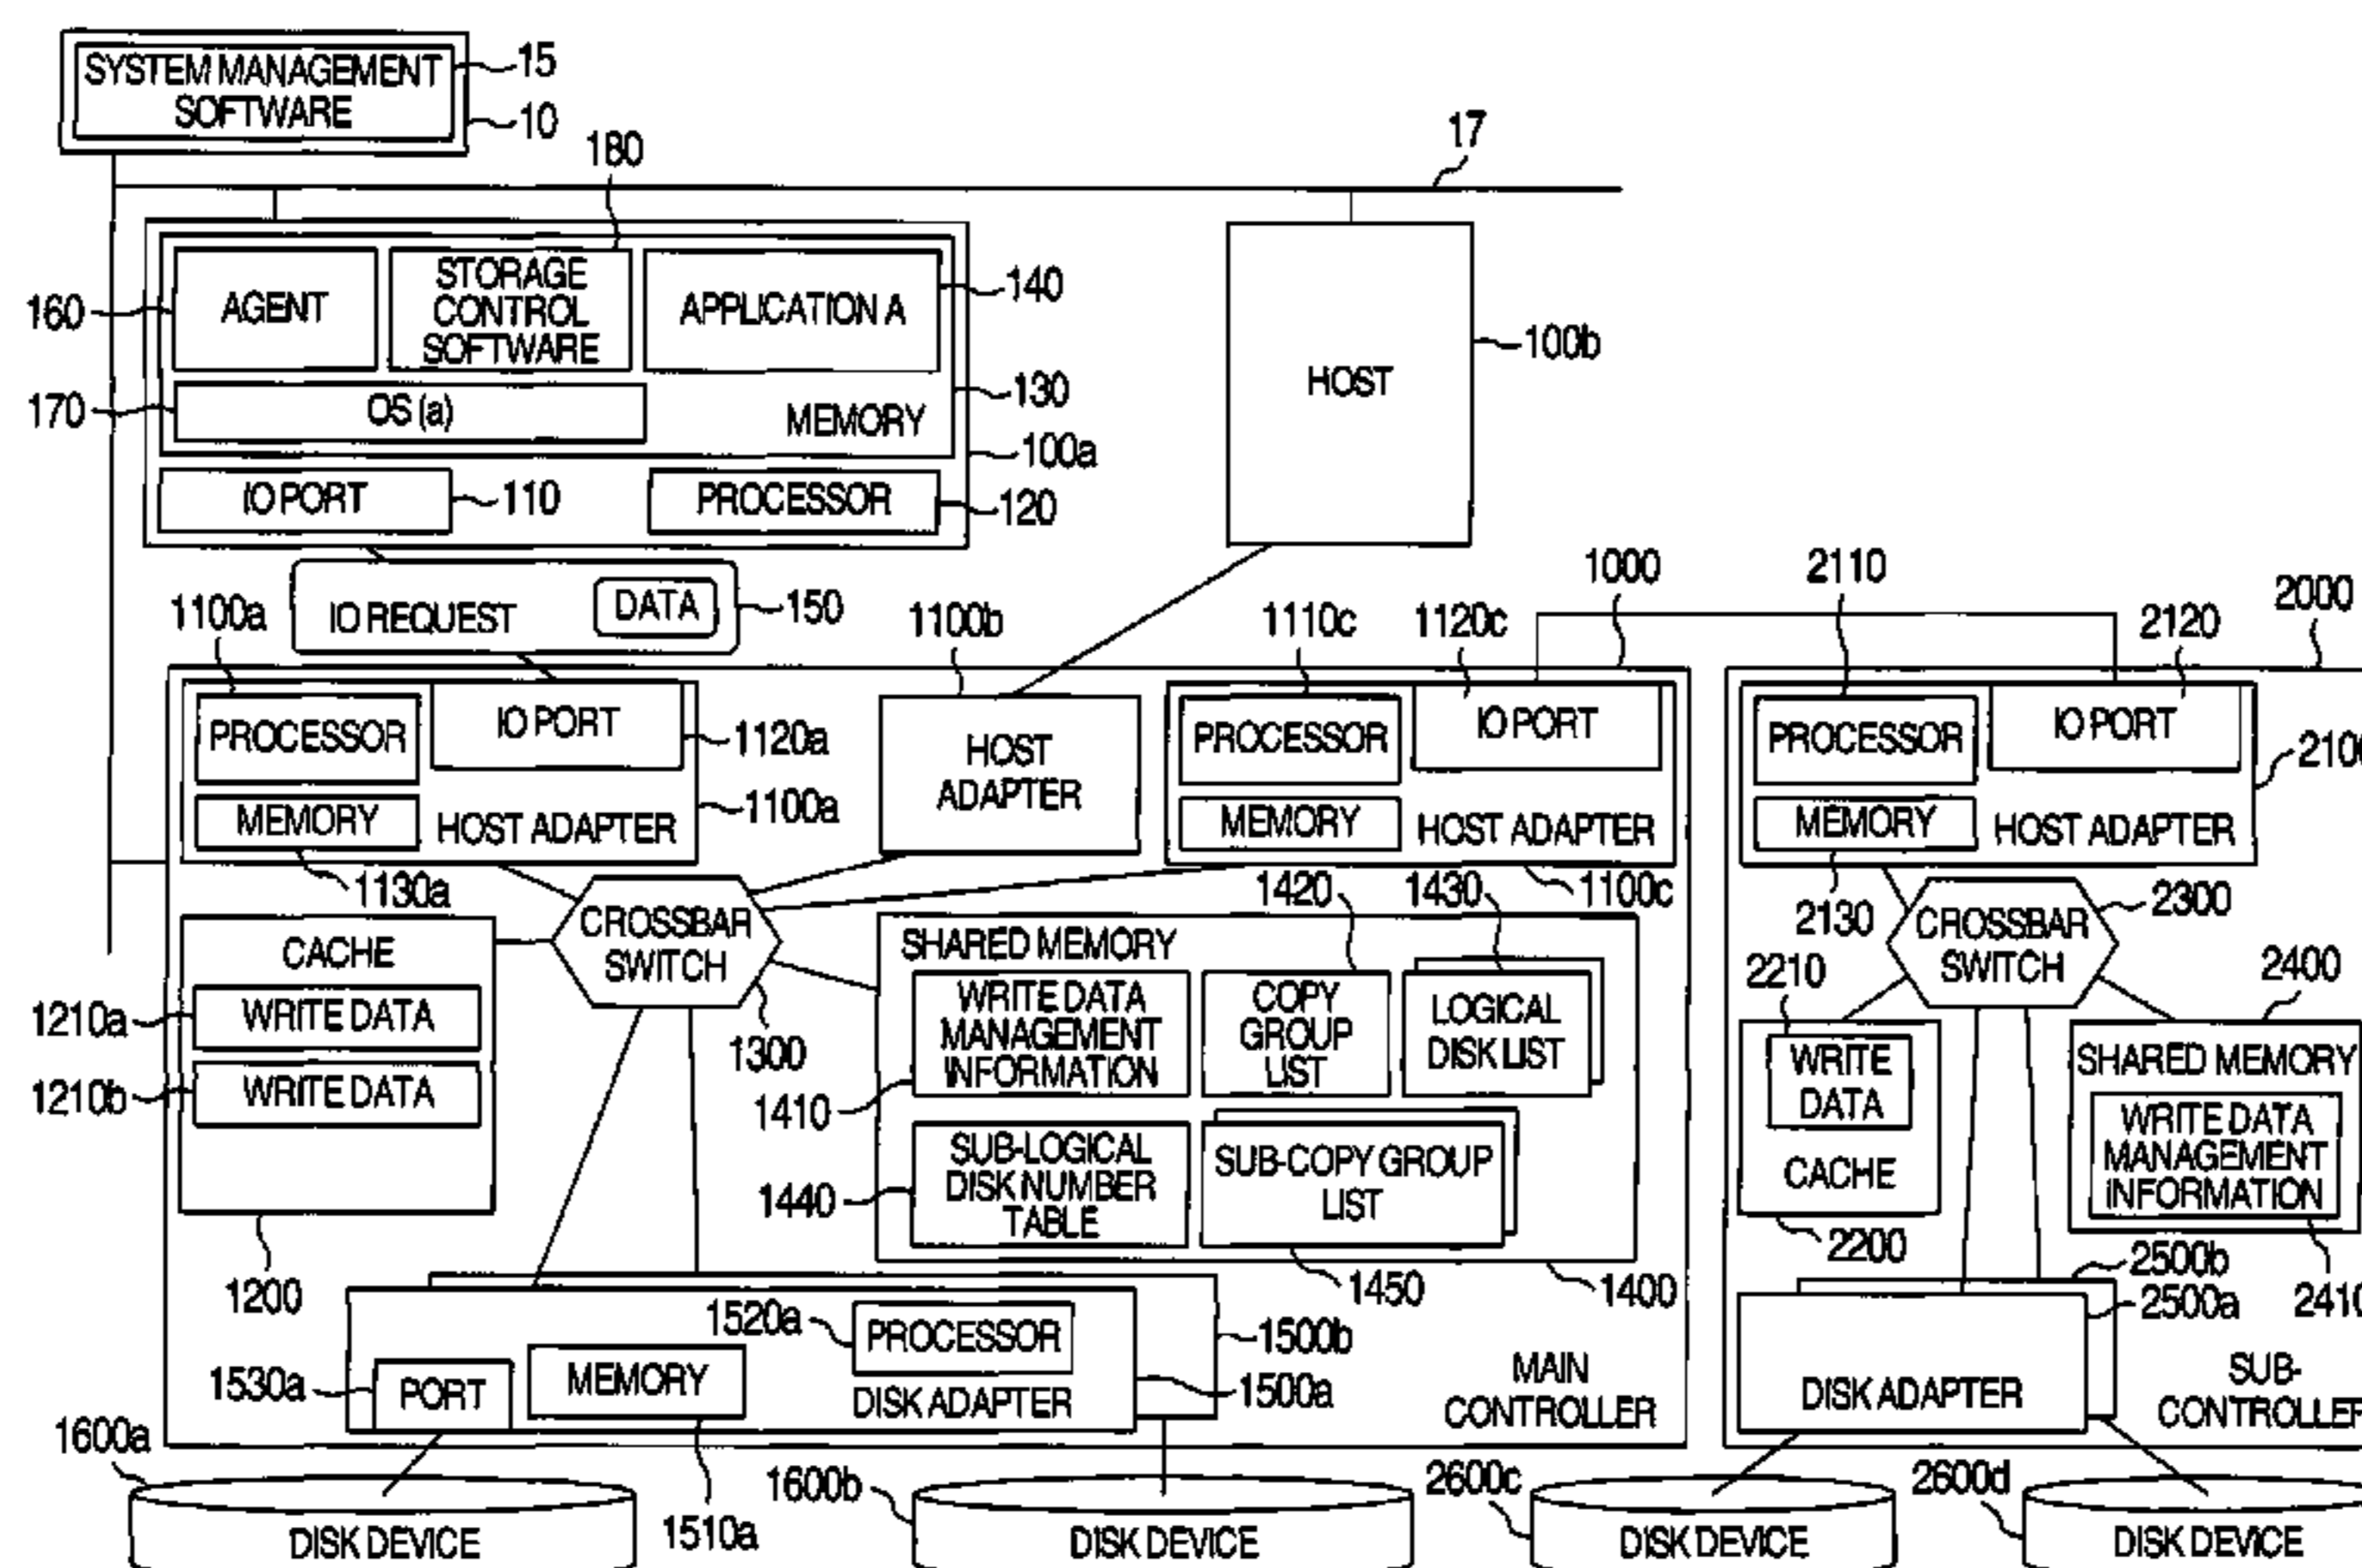 SYSTEM MANAGEMENT
SOFTWARE
15
10
180
17
AGENT
STORAGE
CONTROL
SOFTWARE
APPLICATION A
160
140
HOST
100b
OS (a)
170
130
MEMORY
100a
IO PORT
110
PROCESSOR
120
IO REQUEST
DATA
150
1100a
1100b
1110c
1120c
1000
2110
2120
2000
PROCESSOR
IO PORT
1120a
MEMORY
HOST ADAPTER
1100a
1130a
HOST
ADAPTER
PROCESSOR
IO PORT
MEMORY
HOST ADAPTER
1100c
PROCESSOR
IO PORT
MEMORY
HOST ADAPTER
2130
CACHE
WRITE DATA
1210a
WRITE DATA
1210b
1200
CROSSBAR
SWITCH
1300
1420
1430
SHARED MEMORY
WRITE DATA
MANAGEMENT
INFORMATION
1410
COPY
GROUP
LIST
LOGICAL
DISK LIST
SUB-LOGICAL
DISK NUMBER
TABLE
1440
SUB-COPY GROUP
LIST
1450
1400
CROSSBAR
SWITCH
2300
2210
2400
WRITE
DATA
CACHE
2200
SHARED MEMORY
WRITE DATA
MANAGEMENT
INFORMATION
2500b
2500a
1520a
PROCESSOR
1500b
1530a
PORT
MEMORY
DISK ADAPTER
1500a
MAIN
CONTROLLER
DISK ADAPTER
SUB-
CONTROLLER
1600a
DISK DEVICE
1510a
1600b
DISK DEVICE
2600c
DISK DEVICE
2600d
DISK DEVICE